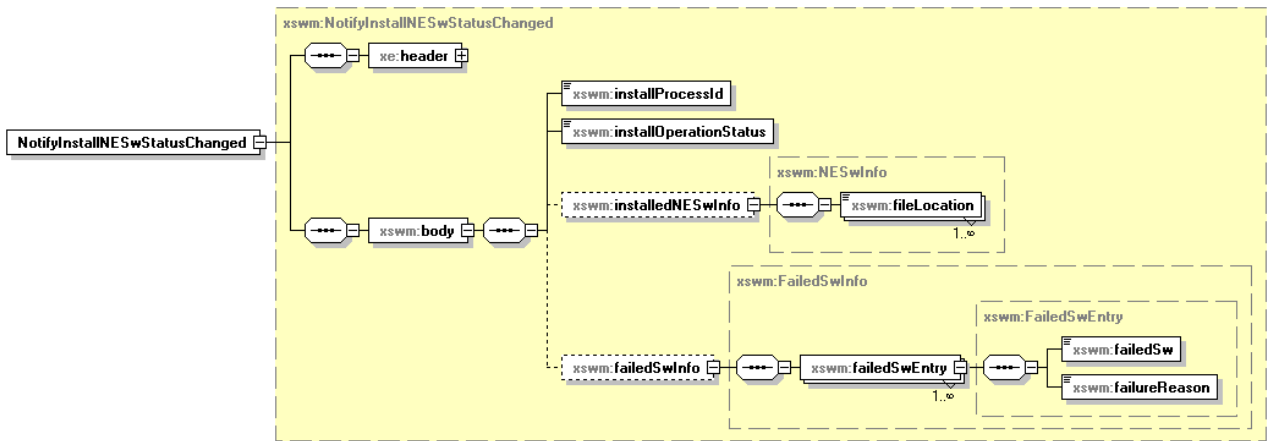 xswm:NotifyInstallNESwStatusChanged
xe:header
xswm:installProcessId
xswm:installOperationStatus
NotifyInstallNESwStatusChanged
xswm:NESwInfo
xswm:installedNESwInfo
xswm:fileLocation
xswm:body
1..∞
xswm:FailedSwInfo
xswm:FailedSwEntry
xswm:failedSw
xswm:failedSwInfo
xswm:failedSwEntry
xswm:failureReason
1..∞